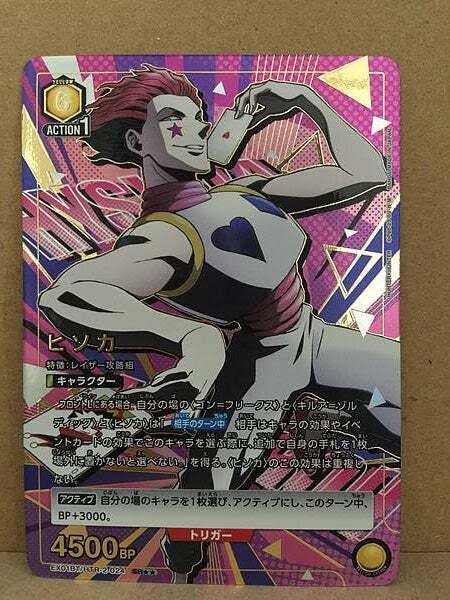 YELLOW
6
ACTION 1
ヒソカ
特徴：レイザー攻略組
キャラクター
フロントLにある場合、自分の場の〈ゴン=フリークス〉と〈キルア=ゾル
ディック〉と〈ヒソカ〉は「 相手のターン中 相手はキャラの効果やイベ
ントカードの効果でこのキャラを選ぶ際に、追加で自身の手札を1枚
場外に置かないと選べない。」を得る。〈ヒソカ〉のこの効果は重複し
ない。
アクティブ 自分の場のキャラを1枚選び、アクティブにし、このターン中、
BP+3000。
トリガー
4500BP
EX01BT/HTR-2-024 SR★★